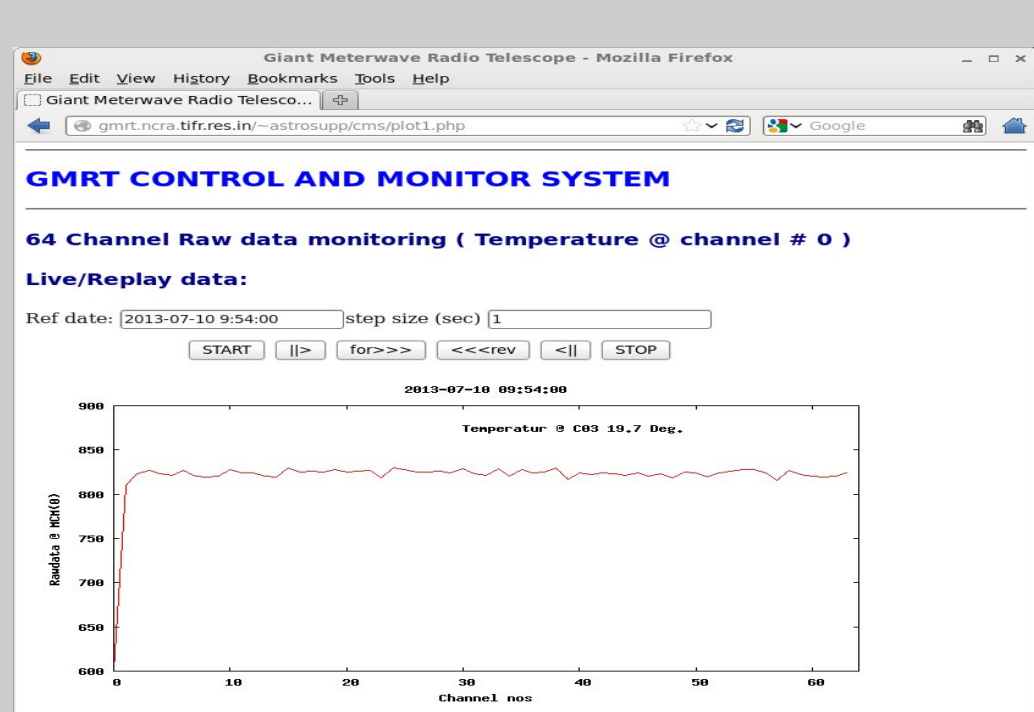 Giant Meterwave Radio Telescope - Mozilla Firefox
File Edit View History Bookmarks Tools Help
Giant Meterwave Radio Telesco...
gmrt.ncra.tifr.res.in/~astrosupp/cms/plot1.php Google
GMRT CONTROL AND MONITOR SYSTEM
64 Channel Raw data monitoring ( Temperature @ channel # 0 )
Live/Replay data:
Ref date: 2013-07-10 9:54:00 step size (sec) 1
START ||> for>>> <<<rev <|| STOP
2013-07-10 09:54:00
Temperatur @ C03 19.7 Deg.
Rawdata @ MCM(0)
900
850
800
750
700
650
600
0 10 20 30 40 50 60
Channel nos